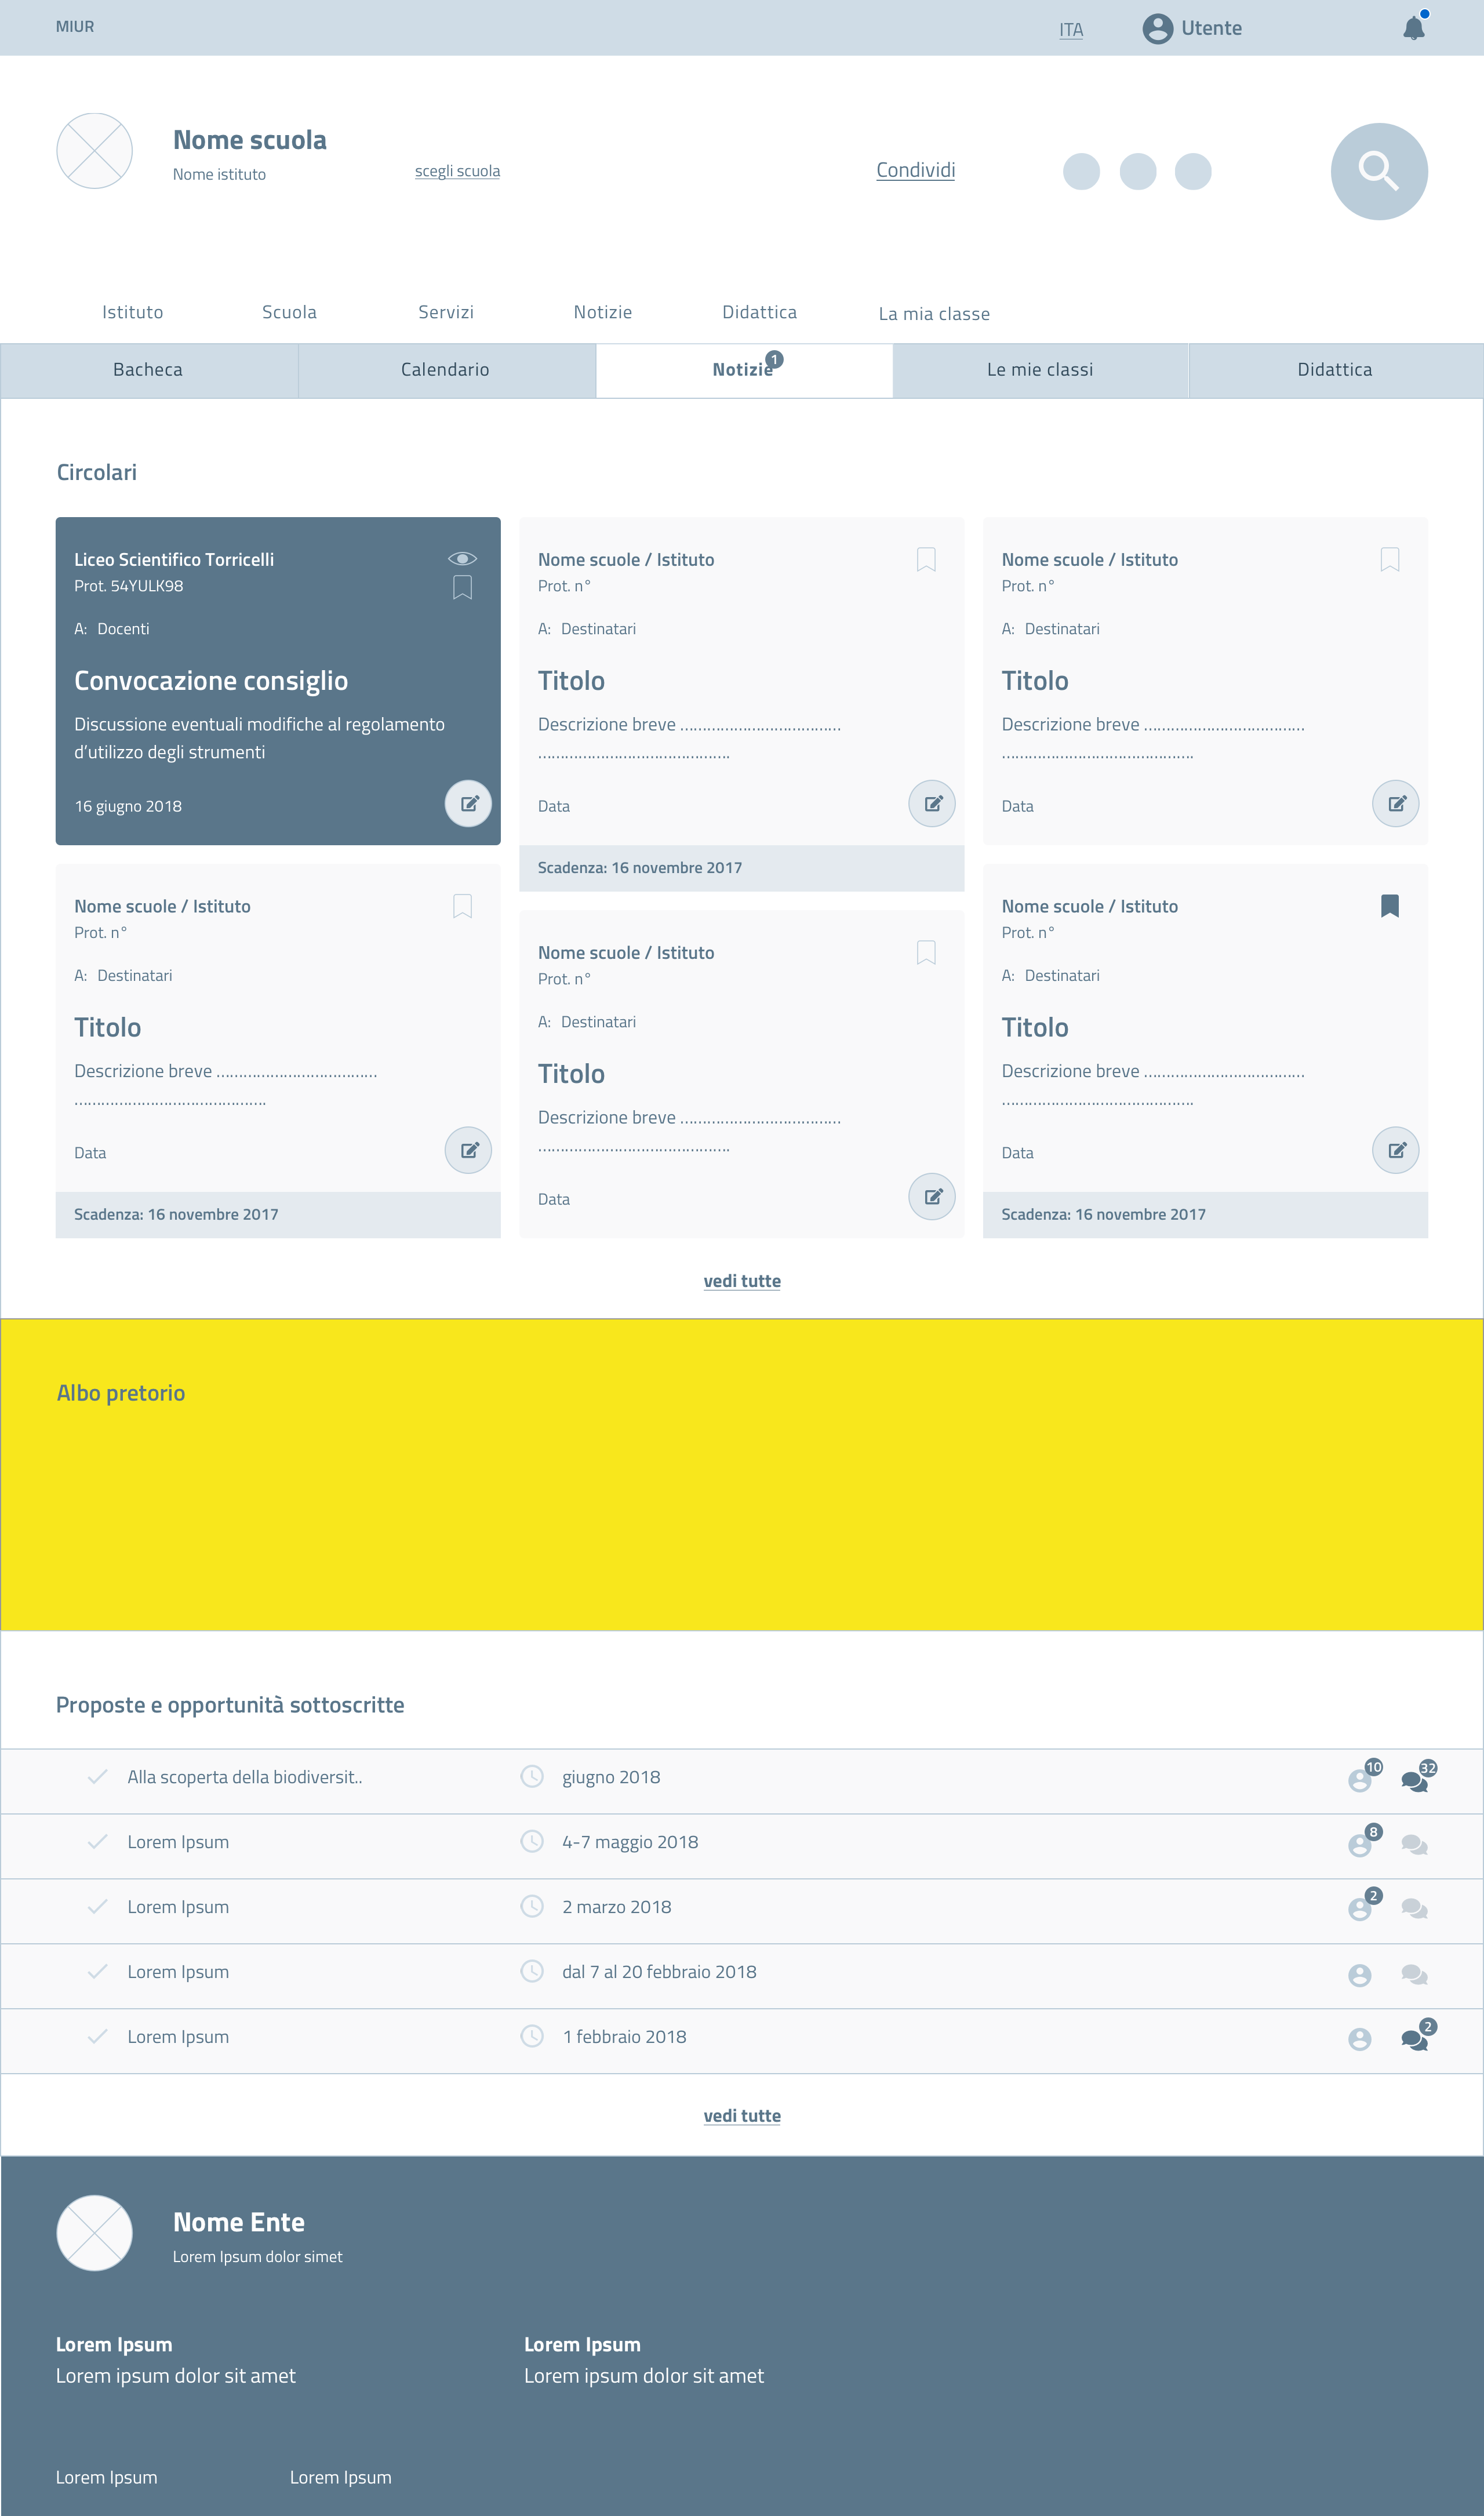 MIUR
ITA
Utente
Nome scuola
Nome istituto
scegli scuola
Condividi
Istituto
Scuola
Servizi
Notizie
Didattica
La mia classe
Bacheca
Calendario
Notizie
1
Le mie classi
Didattica
Circolari
Liceo Scientifico Torricelli
Prot. 54YULK98
A: Docenti
Convocazione consiglio
Discussione eventuali modifiche al regolamento
d’utilizzo degli strumenti
16 giugno 2018
Nome scuole / Istituto
Prot. n°
A: Destinatari
Titolo
Descrizione breve ....................................
...........................................
Data
Scadenza: 16 novembre 2017
Nome scuole / Istituto
Prot. n°
A: Destinatari
Titolo
Descrizione breve ....................................
...........................................
Data
Nome scuole / Istituto
Prot. n°
A: Destinatari
Titolo
Descrizione breve ....................................
...........................................
Data
Scadenza: 16 novembre 2017
Nome scuole / Istituto
Prot. n°
A: Destinatari
Titolo
Descrizione breve ....................................
...........................................
Data
Nome scuole / Istituto
Prot. n°
A: Destinatari
Titolo
Descrizione breve ....................................
...........................................
Data
Scadenza: 16 novembre 2017
vedi tutte
Albo pretorio
Proposte e opportunità sottoscritte
Alla scoperta della biodiversit..
giugno 2018
10
32
Lorem Ipsum
4-7 maggio 2018
8
Lorem Ipsum
2 marzo 2018
2
Lorem Ipsum
dal 7 al 20 febbraio 2018
Lorem Ipsum
1 febbraio 2018
2
vedi tutte
Nome Ente
Lorem Ipsum dolor simet
Lorem Ipsum
Lorem ipsum dolor sit amet
Lorem Ipsum
Lorem ipsum dolor sit amet
Lorem Ipsum
Lorem Ipsum